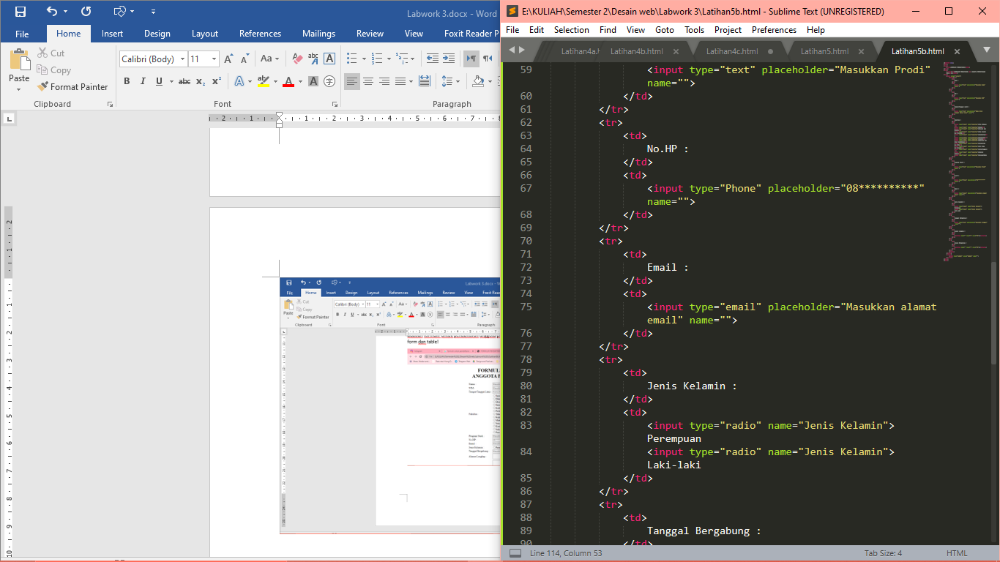 Labwork 3.docx - Word
File Home Insert Design Layout References Mailings Review View Foxit Reader P
Paste
Cut
Copy
Format Painter
Clipboard
Calibri (Body) 11
Font
Paragraph
Labwork 3.docx - W
File Home Insert Design Layout References Mailings Review View Foxit Read
Paste
Cut
Copy
Format Painter
Clipboard
Calibri (Body) 11
Font
Paragraph
form dan table!
FORMUL
ANGGOTA
E:\KULIAH\Semester 2\Desain web\Labwork 3\Latihan5b.html - Sublime Text (UNREGISTERED)
File Edit Selection Find View Goto Tools Project Preferences Help
Latihan4a.h Latihan4b.html Latihan4c.html Latihan5.html Latihan5b.html
59 <input type="text" placeholder="Masukkan Prodi"
name="">
60 </td>
61 </tr>
62 <tr>
63 <td>
64 No.HP :
65 </td>
66 <td>
67 <input type="Phone" placeholder="08**********"
name="">
68 </td>
69 </tr>
70 <tr>
71 <td>
72 Email :
73 </td>
74 <td>
75 <input type="email" placeholder="Masukkan alamat
email" name="">
76 </td>
77 </tr>
78 <tr>
79 <td>
80 Jenis Kelamin :
81 </td>
82 <td>
83 <input type="radio" name="Jenis Kelamin">
Perempuan
84 <input type="radio" name="Jenis Kelamin">
Laki-laki
85 </td>
86 </tr>
87 <tr>
88 <td>
89 Tanggal Bergabung :
90 </td>
Line 114, Column 53 Tab Size: 4 HTML